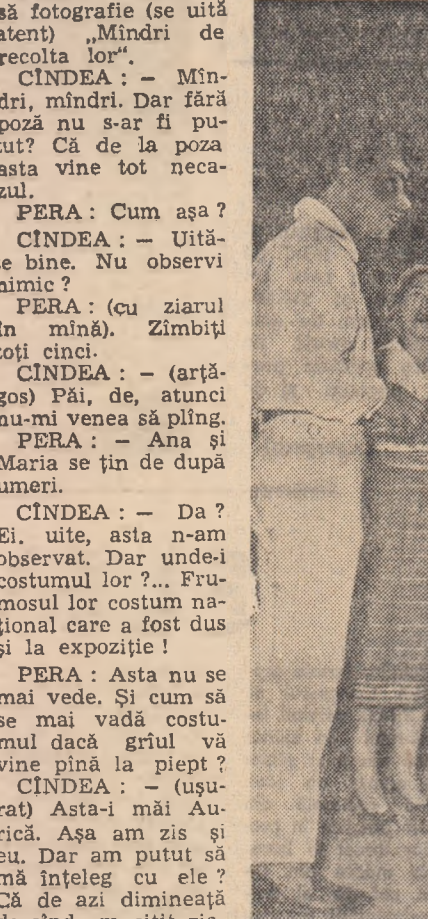 să fotografie (se uită
atent) „Mîndri de
recolta lor“.
CÎNDEA : — Mîn-
dri, mîndri. Dar fără
poză nu s-ar fi pu-
tut? Că de la poza
asta vine tot neca-
zul.
PERA : Cum așa ?
CÎNDEA : — Uită-
te bine. Nu observi
nimic ?
PERA : (cu ziarul
în mînă). Zîmbiți
toți cinci.
CÎNDEA : — (arță-
gos) Păi, de, atunci
nu-mi venea să plîng.
PERA : — Ana și
Maria se țin de după
umeri.
CÎNDEA : — Da ?
Ei. uite, asta n-am
observat. Dar unde-i
costumul lor ?... Fru-
mosul lor costum na-
țional care a fost dus
și la expoziție !
PERA : Asta nu se
mai vede. Și cum să
se mai vadă costu-
mul dacă grîul vă
vine pînă la piept ?
CÎNDEA : — (ușu-
rat) Asta-i măi Au-
rică. Așa am zis și
eu. Dar am putut să
mă înțeleg cu ele ?
Că de azi dimineață